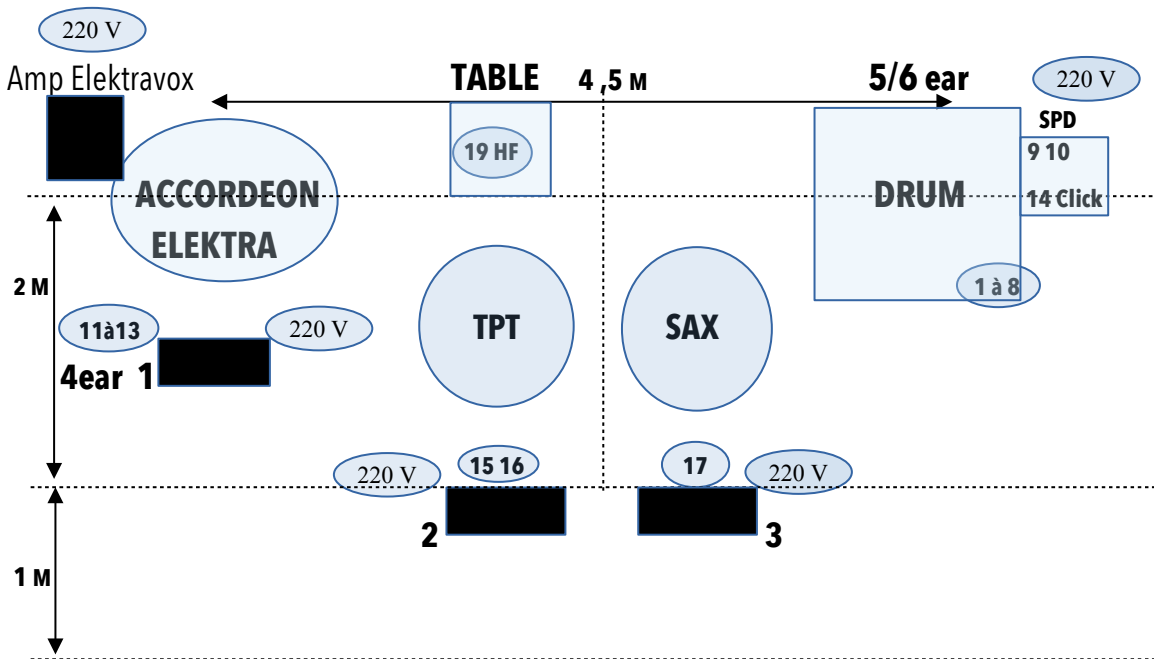 220 V
Amp Elektravox
TABLE
4 ,5 M
5/6 ear
220 V
SPD
19 HF
9 10
ACCORDEON
ELEKTRA
DRUM
14 Click
2 M
1 à 8
11à13
220 V
TPT
SAX
4ear 1
220 V
15 16
17
220 V
2
3
1 M